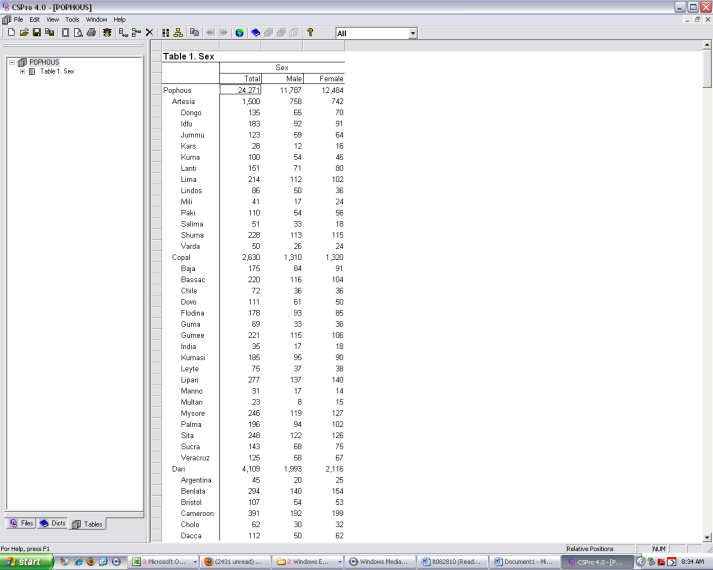 CSPro 4.0 - [POPHOUS]
File Edit View Tools Window Help
All
POPHOUS
Table 1. Sex
Table 1. Sex
Sex
Total Male Female
Pophous 24,271 11,787 12,484
Artesia 1,500 758 742
Dongo 135 65 70
Idfu 183 92 91
Jummu 123 59 64
Kars 28 12 16
Kuma 100 54 46
Lanti 151 71 80
Lima 214 112 102
Lindos 86 50 36
Mili 41 17 24
Paki 110 54 56
Salima 51 33 18
Shuma 228 113 115
Varda 50 26 24
Copal 2,630 1,310 1,320
Baja 175 84 91
Bassac 220 116 104
Chile 72 36 36
Dovo 111 61 50
Flodina 178 93 85
Guma 69 33 36
Gumee 221 115 106
India 35 17 18
Kumasi 185 95 90
Leyte 75 37 38
Lipari 277 137 140
Manno 31 17 14
Multan 23 8 15
Mysore 246 119 127
Palma 196 94 102
Sita 248 122 126
Sucra 143 68 75
Veracruz 125 58 67
Dari 4,109 1,993 2,116
Argentina 45 20 25
Benlata 294 140 154
Bristol 107 54 53
Cameroon 391 192 199
Cholo 62 30 32
Dacca 112 50 62
Files Dicts Tables
For Help, press F1 Relative Positions NUM
start 3 Microsoft O... (2431 unread) ... 2 Windows E... Windows Media... lt082810 (Read... Document1 - Mi... CSPro 4.0 - [P... 8:34 AM